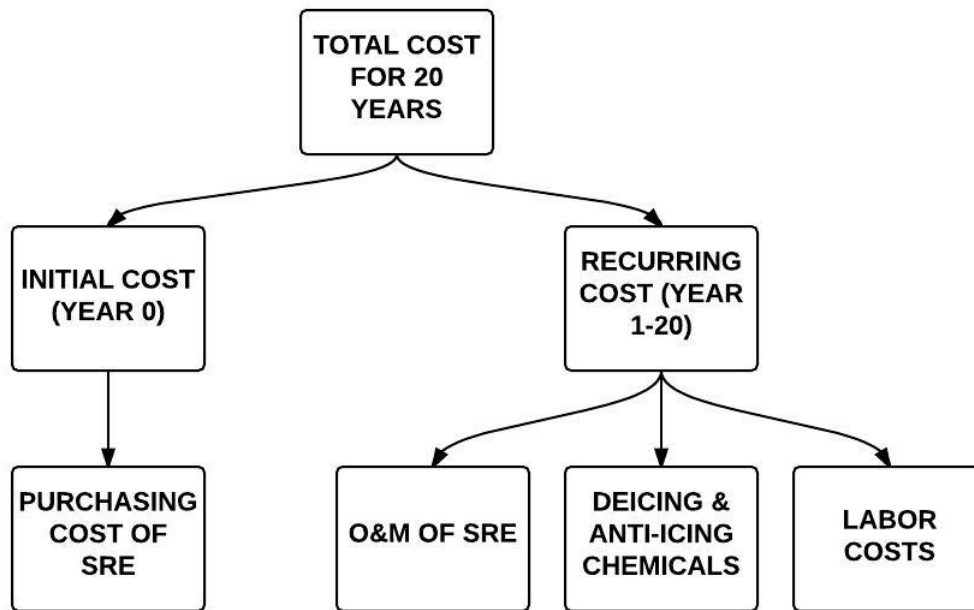 TOTAL COST
FOR 20
YEARS
INITIAL COST
(YEAR 0)
RECURRING
COST (YEAR
1-20)
PURCHASING
COST OF
SRE
O&M OF SRE
DEICING &
ANTI-ICING
CHEMICALS
LABOR
COSTS